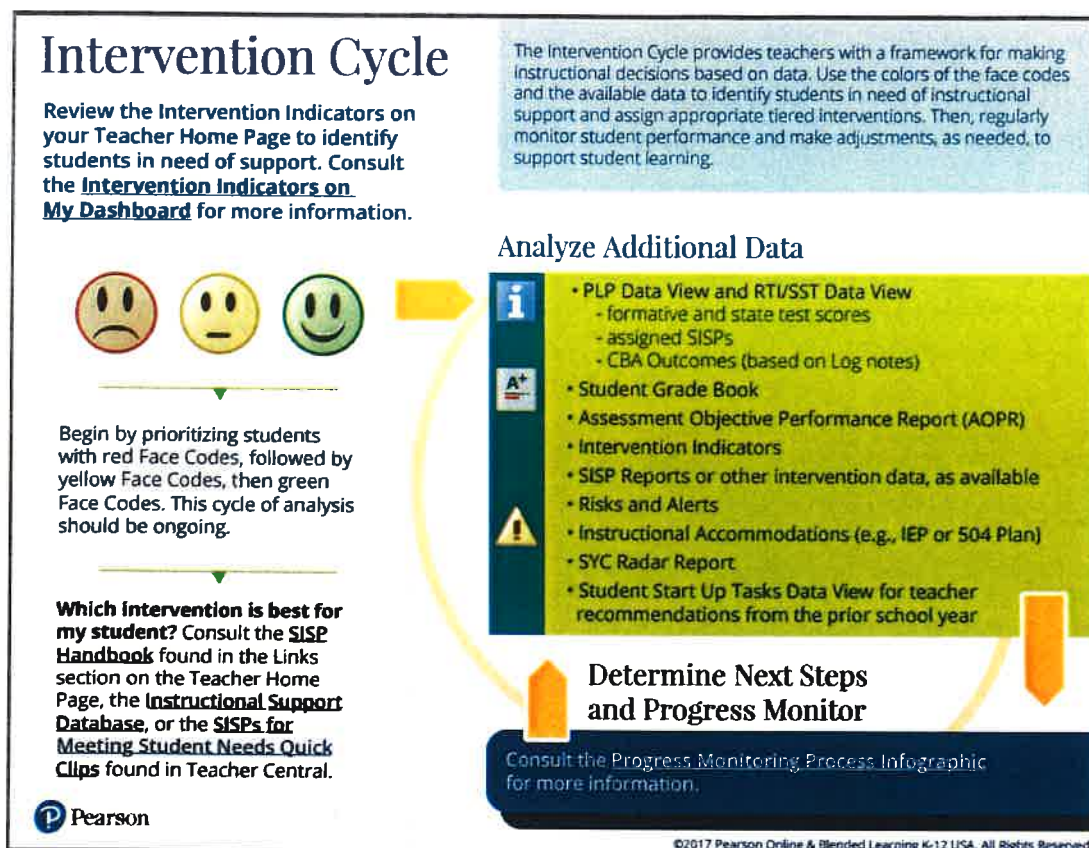 Intervention Cycle
Review the Intervention Indicators on
your Teacher Home Page to identify
students in need of support. Consult
the Intervention Indicators on
My Dashboard for more information.
The Intervention Cycle provides teachers with a framework for making
instructional decisions based on data. Use the colors of the face codes
and the available data to identify students in need of instructional
support and assign appropriate tiered interventions. Then, regularly
monitor student performance and make adjustments, as needed, to
support student learning.
Begin by prioritizing students
with red Face Codes, followed by
yellow Face Codes, then green
Face Codes. This cycle of analysis
should be ongoing.
Which intervention is best for
my student? Consult the SISP
Handbook found in the Links
section on the Teacher Home
Page, the Instructional Support
Database, or the SISPs for
Meeting Student Needs Quick
Clips found in Teacher Central.
Analyze Additional Data
i
A+
!
• PLP Data View and RTI/SST Data View
- formative and state test scores
- assigned SISPs
- CBA Outcomes (based on Log notes)
• Student Grade Book
• Assessment Objective Performance Report (AOPR)
• Intervention Indicators
• SISP Reports or other intervention data, as available
• Risks and Alerts
• Instructional Accommodations (e.g., IEP or 504 Plan)
• SYC Radar Report
• Student Start Up Tasks Data View for teacher
recommendations from the prior school year
Determine Next Steps
and Progress Monitor
Consult the Progress Monitoring Process Infographic
for more information.
P Pearson
©2017 Pearson Online & Blended Learning K-12 USA. All Rights Reserved